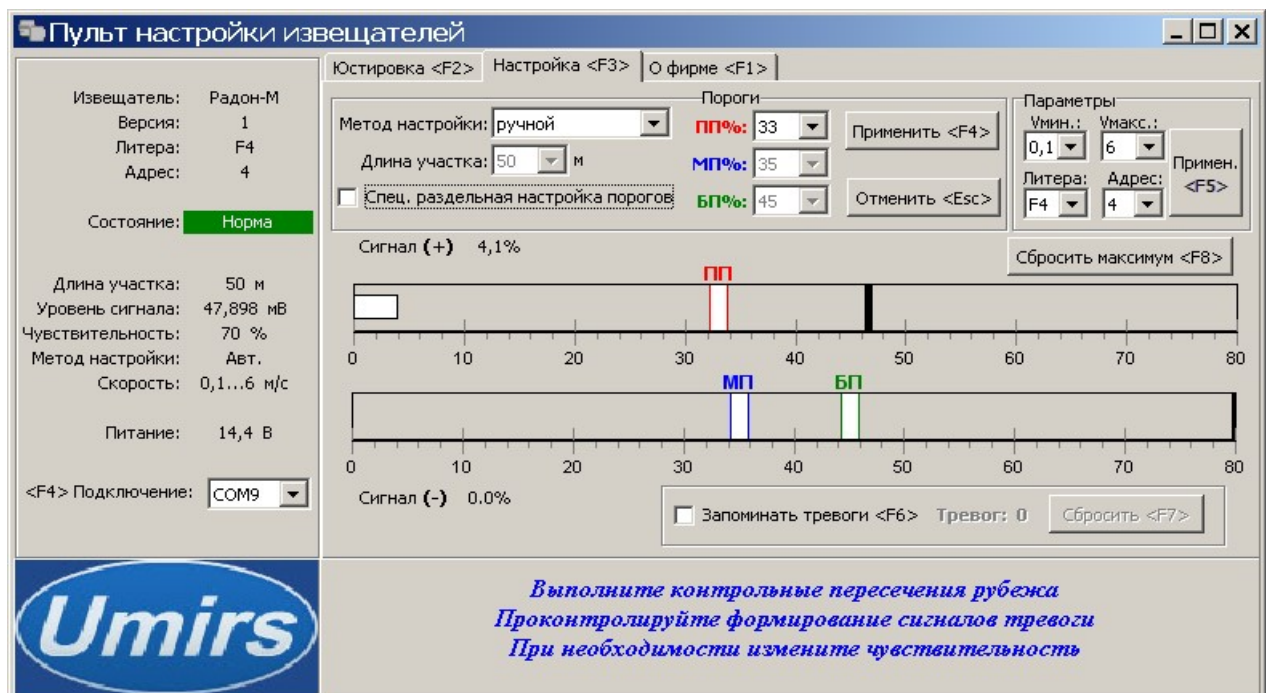 Пульт настройки извещателей
Юстировка <F2> Настройка <F3> О фирме <F1>
Извещатель: Радон-М
Версия: 1
Литера: F4
Адрес: 4
Состояние: Норма
Длина участка: 50 м
Уровень сигнала: 47,898 мВ
Чувствительность: 70 %
Метод настройки: Авт.
Скорость: 0,1...6 м/с
Питание: 14,4 В
<F4> Подключение: COM9
Метод настройки: ручной
Длина участка: 50 м
Спец. раздельная настройка порогов
Пороги
ПП%: 33
МП%: 35
БП%: 45
Применить <F4>
Отменить <Esc>
Параметры
Vмин.: Vмакс.:
0,1 6
Литера: Адрес:
F4 4
Примен.
<F5>
Сигнал (+) 4,1%
Сбросить максимум <F8>
ПП
0 10 20 30 40 50 60 70 80
МП БП
0 10 20 30 40 50 60 70 80
Сигнал (-) 0.0%
Запоминать тревоги <F6> Тревог: 0 Сбросить <F7>
Umirs
Выполните контрольные пересечения рубежа
Проконтролируйте формирование сигналов тревоги
При необходимости измените чувствительность